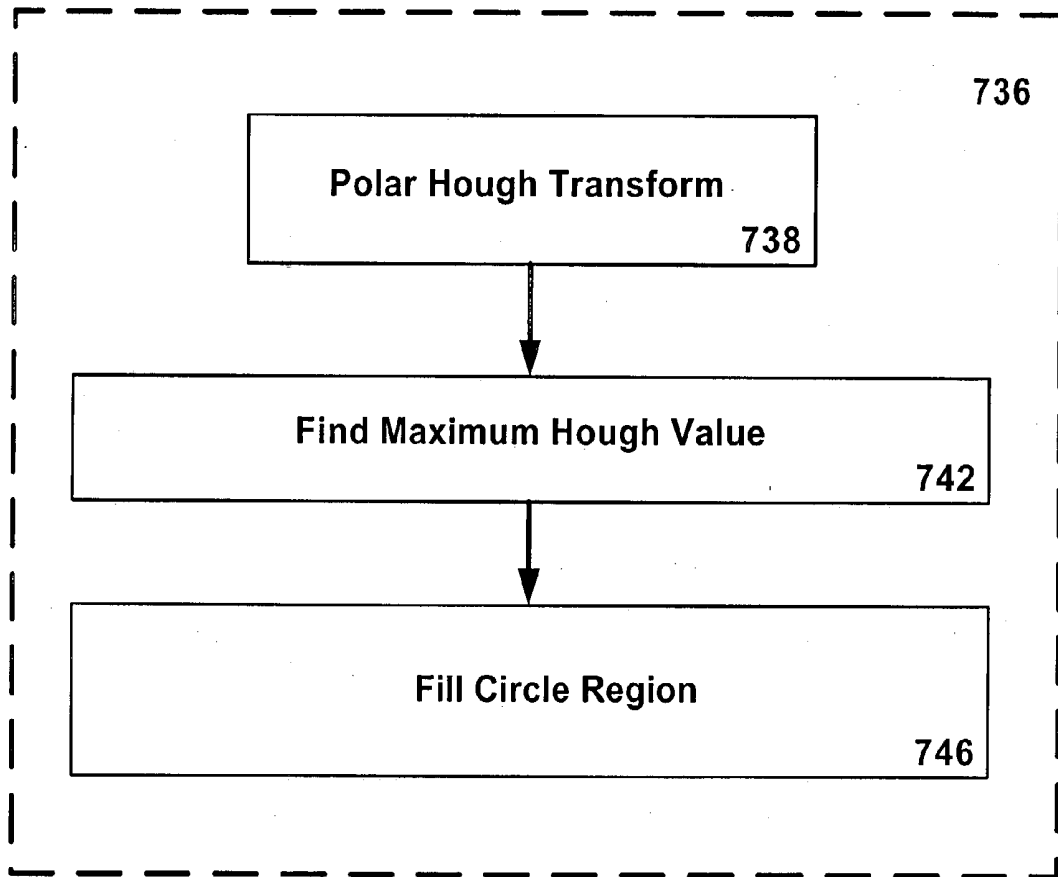 736
Polar Hough Transform
738
Find Maximum Hough Value
742
Fill Circle Region
746